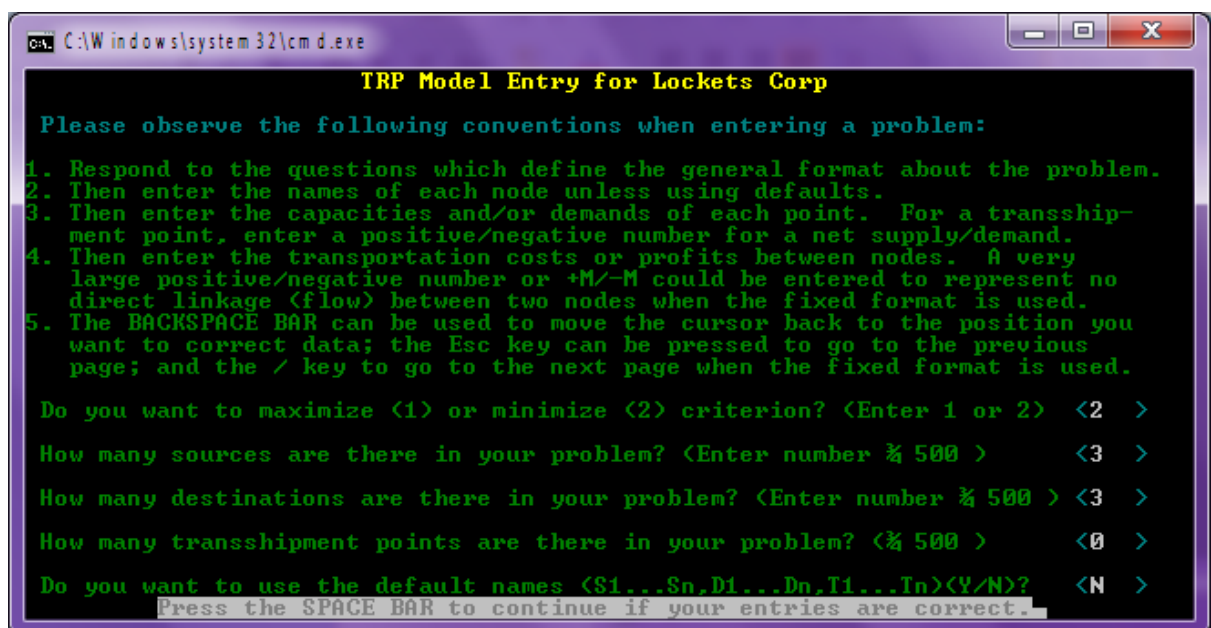 C:\Windows\system32\cmd.exe
TRP Model Entry for Lockets Corp
Please observe the following conventions when entering a problem:
1. Respond to the questions which define the general format about the problem.
2. Then enter the names of each node unless using defaults.
3. Then enter the capacities and/or demands of each point. For a transship-
ment point, enter a positive/negative number for a net supply/demand.
4. Then enter the transportation costs or profits between nodes. A very
large positive/negative number or +M/-M could be entered to represent no
direct linkage (flow) between two nodes when the fixed format is used.
5. The BACKSPACE BAR can be used to move the cursor back to the position you
want to correct data; the Esc key can be pressed to go to the previous
page; and the / key to go to the next page when the fixed format is used.
Do you want to maximize (1) or minimize (2) criterion? (Enter 1 or 2) <2 >
How many sources are there in your problem? (Enter number ¾ 500 ) <3 >
How many destinations are there in your problem? (Enter number ¾ 500 ) <3 >
How many transshipment points are there in your problem? (¾ 500 ) <0 >
Do you want to use the default names (S1...Sn,D1...Dn,T1...Tn)(Y/N)? <N >
Press the SPACE BAR to continue if your entries are correct.